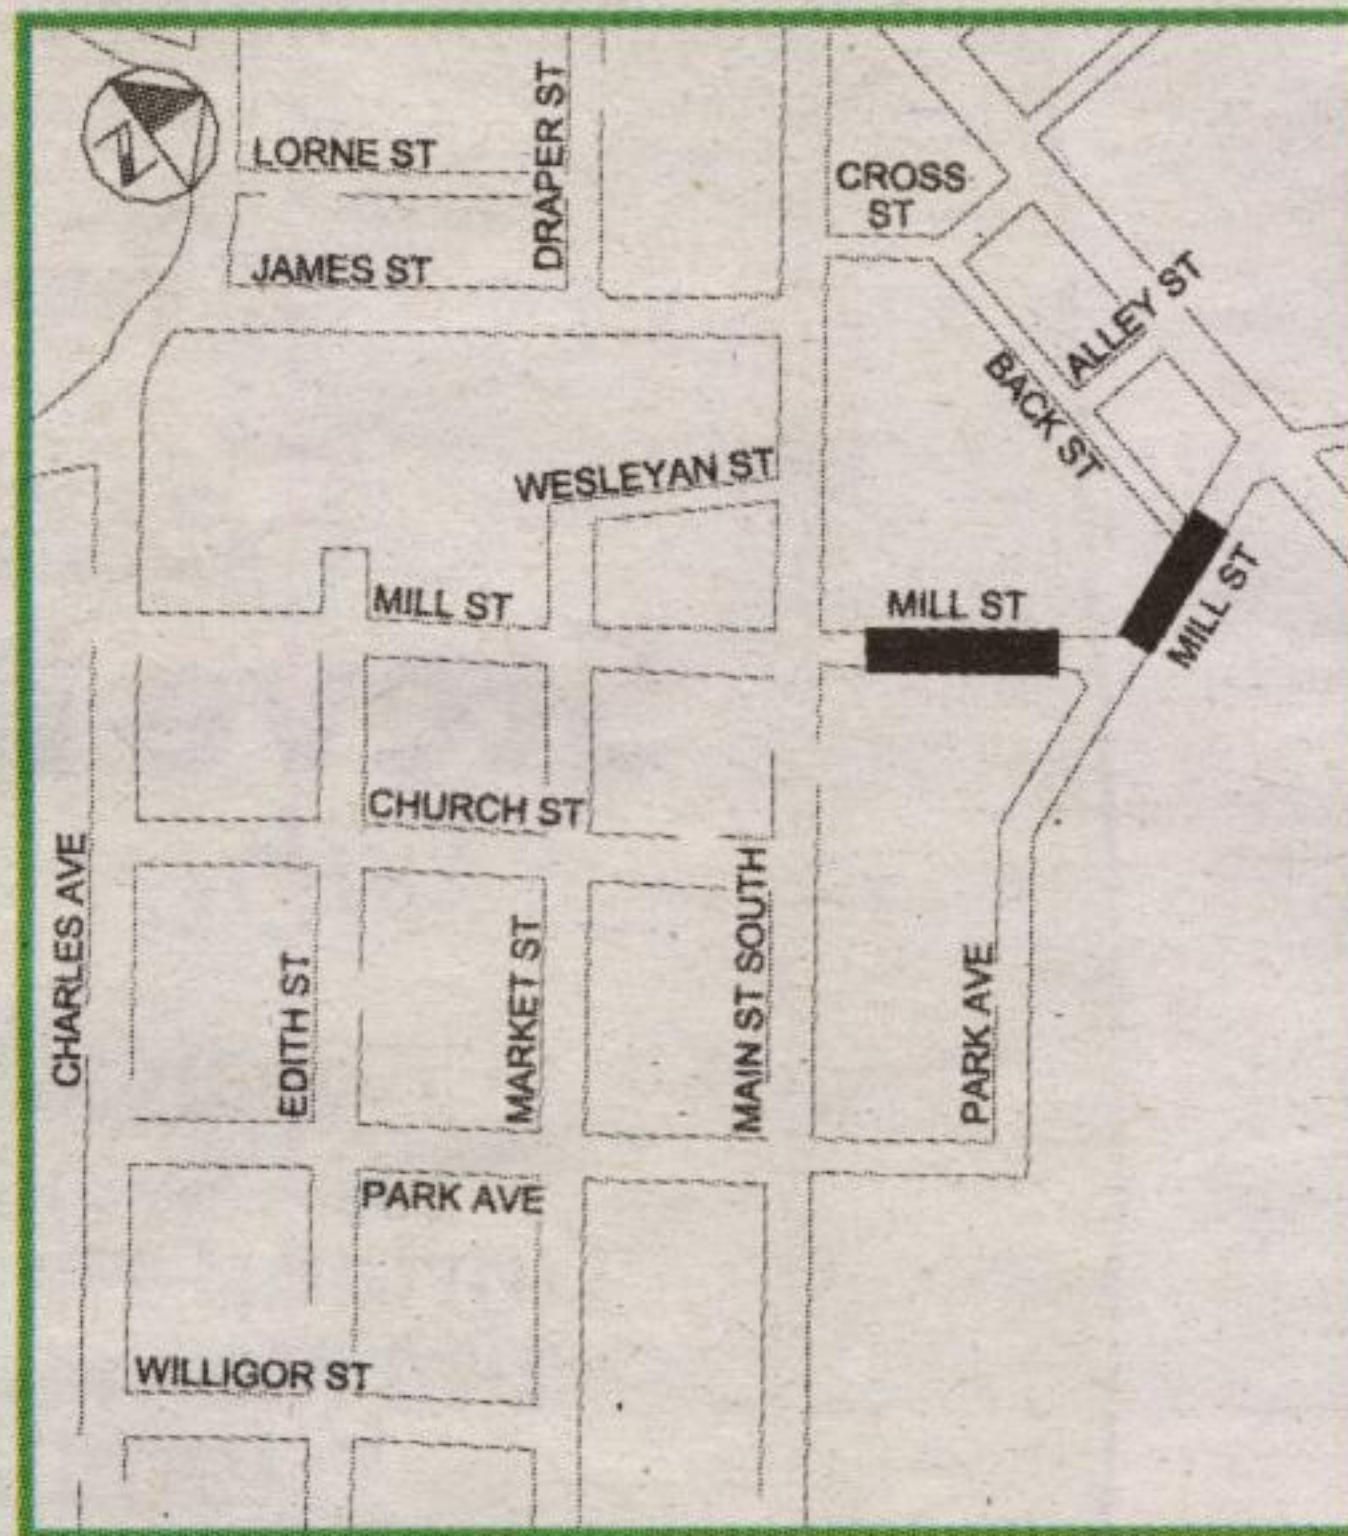 N
LORNE ST
DRAPER ST
CROSS
ST
JAMES ST
ALLEY ST
BACK ST
WESLEYAN ST
MILL ST
MILL ST
MILL ST
CHURCH ST
CHARLES AVE
EDITH ST
MARKET ST
MAIN ST SOUTH
PARK AVE
PARK AVE
WILLIGOR ST